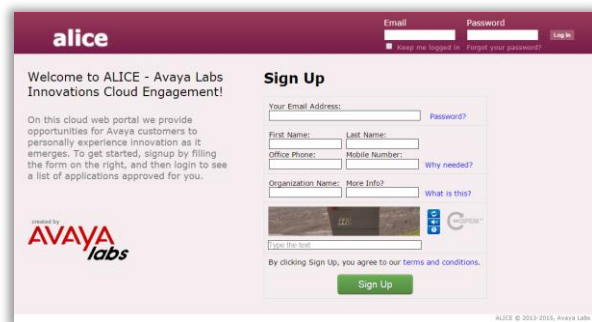 alice
Email Password
Log In
Keep me logged in Forgot your password?
Welcome to ALICE - Avaya Labs
Innovations Cloud Engagement!
On this cloud web portal we provide
opportunities for Avaya customers to
personally experience innovation as it
emerges. To get started, signup by filling
the form on the right, and then login to see
a list of applications approved for you.
created by
AVAYA
labs
Sign Up
Your Email Address:
Password?
First Name: Last Name:
Office Phone: Mobile Number:
Why needed?
Organization Name: More Info?
What is this?
Type the text
By clicking Sign Up, you agree to our terms and conditions.
Sign Up
ALICE © 2013-2015, Avaya Labs